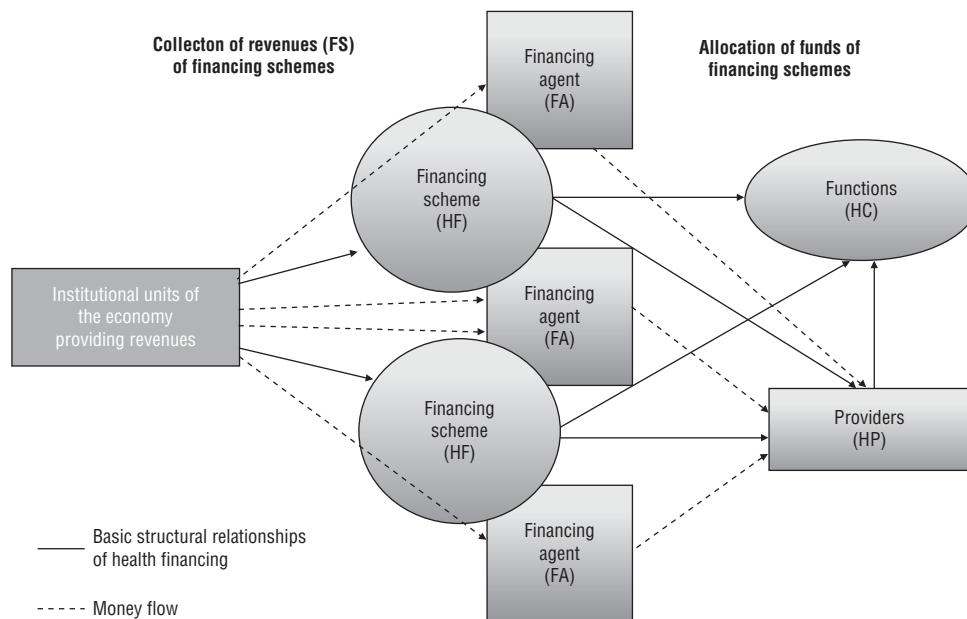 Collecton of revenues (FS)
of financing schemes
Allocation of funds of
financing schemes
Financing
agent
(FA)
Financing
scheme
(HF)
Functions
(HC)
Institutional units of
the economy
providing revenues
Financing
agent
(FA)
Financing
scheme
(HF)
Providers
(HP)
Financing
agent
(FA)
Basic structural relationships
of health financing
Money flow